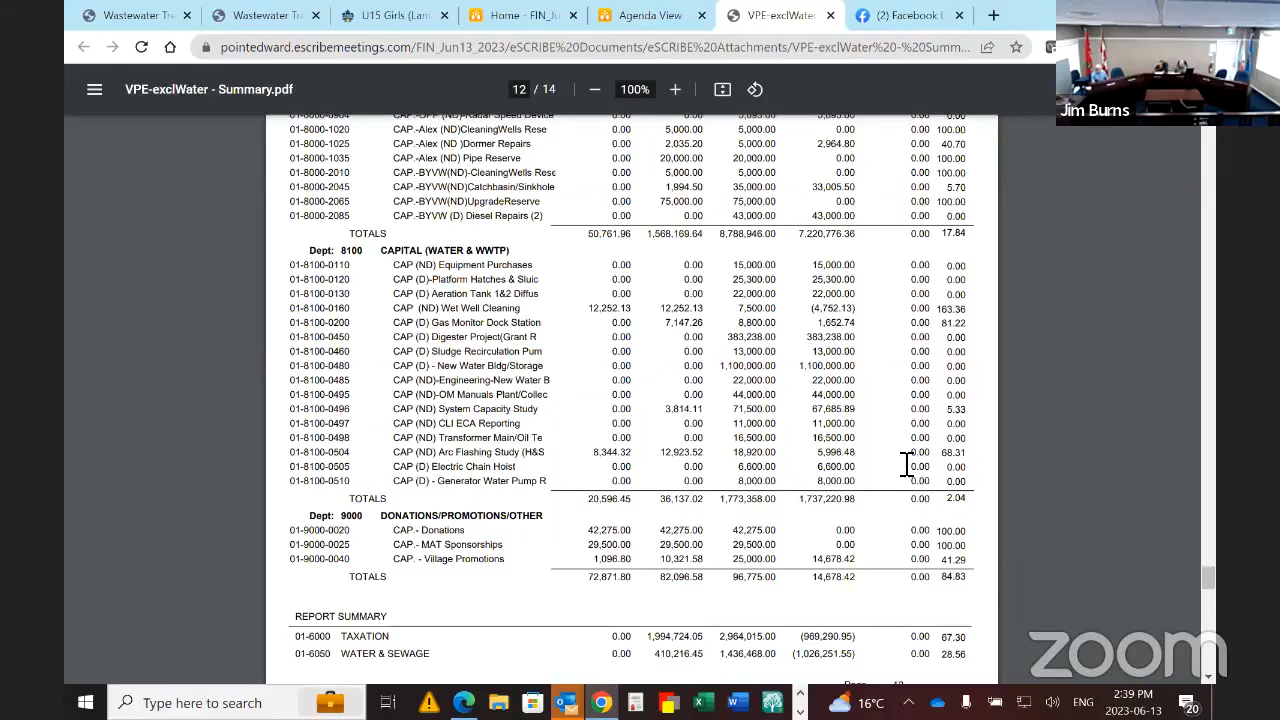 Wastewater Tre
Wastewater Tre
U15 Girls (Lam
Home - FIN_Ju
Agenda View -
VPE-exclWate
(2) Facebook
pointedward.escribemeetings.com/FIN_Jun13_2023/eSCRIBE%20Documents/eSCRIBE%20Attachments/VPE-exclWater%20-%20Summ...
Jim Burns
VPE-exclWater - Summary.pdf
12 / 14
100%
CAP.-OPP (ND)-Radar Speed Device
01-8000-1020 CAP.-Alex (ND)CleaningWells Rese 0.00 5,000.00 5,000.00 0.00 0.00 100.00
01-8000-1025 CAP.-Alex (ND )Dormer Repairs 0.00 2,035.20 5,000.00 2,964.80 0.00 40.70
01-8000-1035 CAP.-Alex (ND) Pipe Reserve 0.00 20,000.00 20,000.00 0.00 0.00 100.00
01-8000-2010 CAP.-BYVW(ND)-CleaningWells Rese 0.00 5,000.00 5,000.00 0.00 0.00 100.00
01-8000-2045 CAP.-BYVW(ND)Catchbasin/Sinkhole 0.00 1,994.50 35,000.00 33,005.50 0.00 5.70
01-8000-2065 CAP.-BYVW(ND)UpgradeReserve 0.00 75,000.00 75,000.00 0.00 0.00 100.00
01-8000-2085 CAP.-BYVW (D) Diesel Repairs (2) 0.00 0.00 43,000.00 43,000.00 0.00 0.00
TOTALS 50,761.96 1,568,169.64 8,788,946.00 7,220,776.36 0.00 17.84
Dept: 8100 CAPITAL (WATER & WWTP)
01-8100-0110 CAP (ND) Equipment Purchases 0.00 0.00 15,000.00 15,000.00 0.00 0.00
01-8100-0120 CAP (D)-Platform Hatches & Sluic 0.00 0.00 25,300.00 25,300.00 0.00 0.00
01-8100-0130 CAP (D) Aeration Tank 1&2 Diffus 0.00 0.00 22,000.00 22,000.00 0.00 0.00
01-8100-0160 CAP (ND) Wet Well Cleaning 12,252.13 12,252.13 7,500.00 (4,752.13) 0.00 163.36
01-8100-0200 CAP (D) Gas Monitor Dock Station 0.00 7,147.26 8,800.00 1,652.74 0.00 81.22
01-8100-0450 CAP (D) Digester Project(Grant R 0.00 0.00 383,238.00 383,238.00 0.00 0.00
01-8100-0460 CAP (D) Sludge Recirculation Pum 0.00 0.00 13,000.00 13,000.00 0.00 0.00
01-8100-0480 CAP (D) - New Water Bldg/Storage 0.00 0.00 1,100,000.00 1,100,000.00 0.00 0.00
01-8100-0485 CAP (ND)-Engineering-New Water B 0.00 0.00 22,000.00 22,000.00 0.00 0.00
01-8100-0495 CAP (ND)-OM Manuals Plant/Collec 0.00 0.00 44,000.00 44,000.00 0.00 0.00
01-8100-0496 CAP (ND) System Capacity Study 0.00 3,814.11 71,500.00 67,685.89 0.00 5.33
01-8100-0497 CAP (ND) CLI ECA Reporting 0.00 0.00 11,000.00 11,000.00 0.00 0.00
01-8100-0498 CAP (ND) Transformer Main/Oil Te 0.00 0.00 16,500.00 16,500.00 0.00 0.00
01-8100-0504 CAP (ND) Arc Flashing Study (H&S 8,344.32 12,923.52 18,920.00 5,996.48 0.00 68.31
01-8100-0505 CAP (D) Electric Chain Hoist 0.00 0.00 6,600.00 6,600.00 0.00 0.00
01-8100-0510 CAP (D) - Generator Water Pump R 0.00 0.00 8,000.00 8,000.00 0.00 0.00
TOTALS 20,596.45 36,137.02 1,773,358.00 1,737,220.98 0.00 2.04
Dept: 9000 DONATIONS/PROMOTIONS/OTHER
01-9000-0020 CAP.- Donations 42,275.00 42,275.00 42,275.00 0.00 0.00 100.00
01-9000-0025 CAP.- MAT Sponsorships 29,500.00 29,500.00 29,500.00 0.00 0.00 100.00
01-9000-0040 CAP. - Village Promotions 1,096.80 10,321.58 25,000.00 14,678.42 0.00 41.29
TOTALS 72,871.80 82,096.58 96,775.00 14,678.42 0.00 84.83
REPORT SUMMARY
01-6000 TAXATION 0.00 1,994,724.05 2,964,015.00 (969,290.95) 0.00 67.30
01-6050 WATER & SEWAGE 0.00 410,216.45 1,436,468.00 (1,026,251.55) 0.00 28.56
zoom
Type here to search
16°C
ENG
2:39 PM
2023-06-13
20